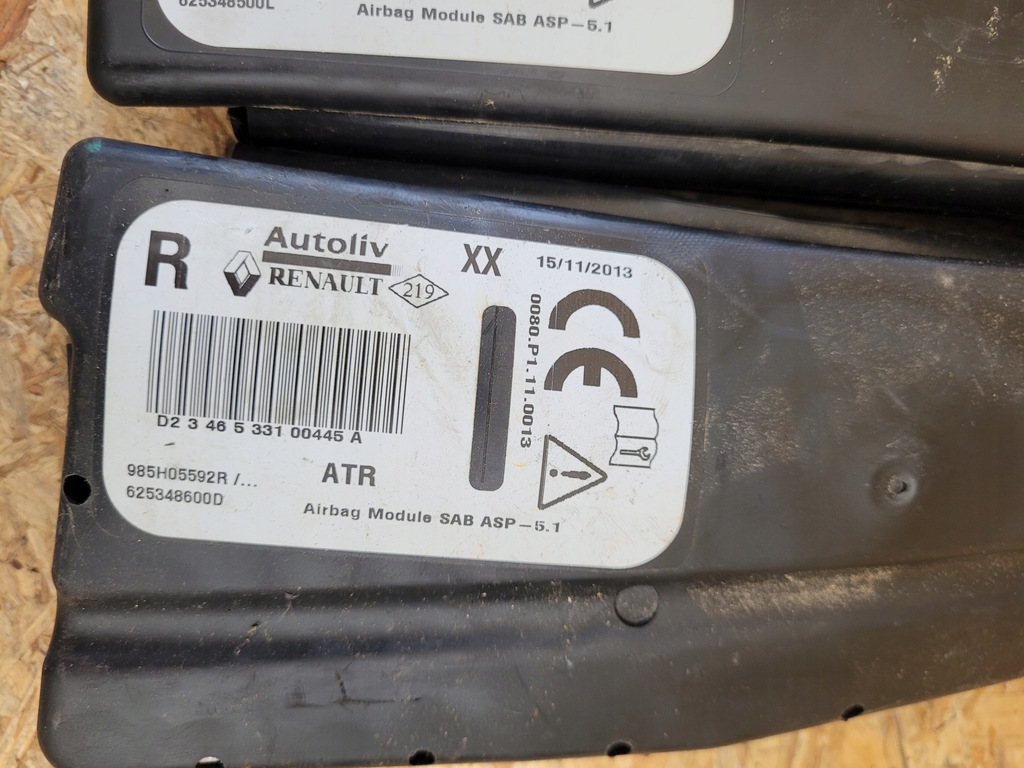 625348500L
Airbag Module SAB ASP-5.1
R
Autoliv
RENAULT
219
XX
15/11/2013
0080.P1.11.0013
D2 3 46 5 331 00445 A
985H05592R /...
625348600D
ATR
Airbag Module SAB ASP-5.1